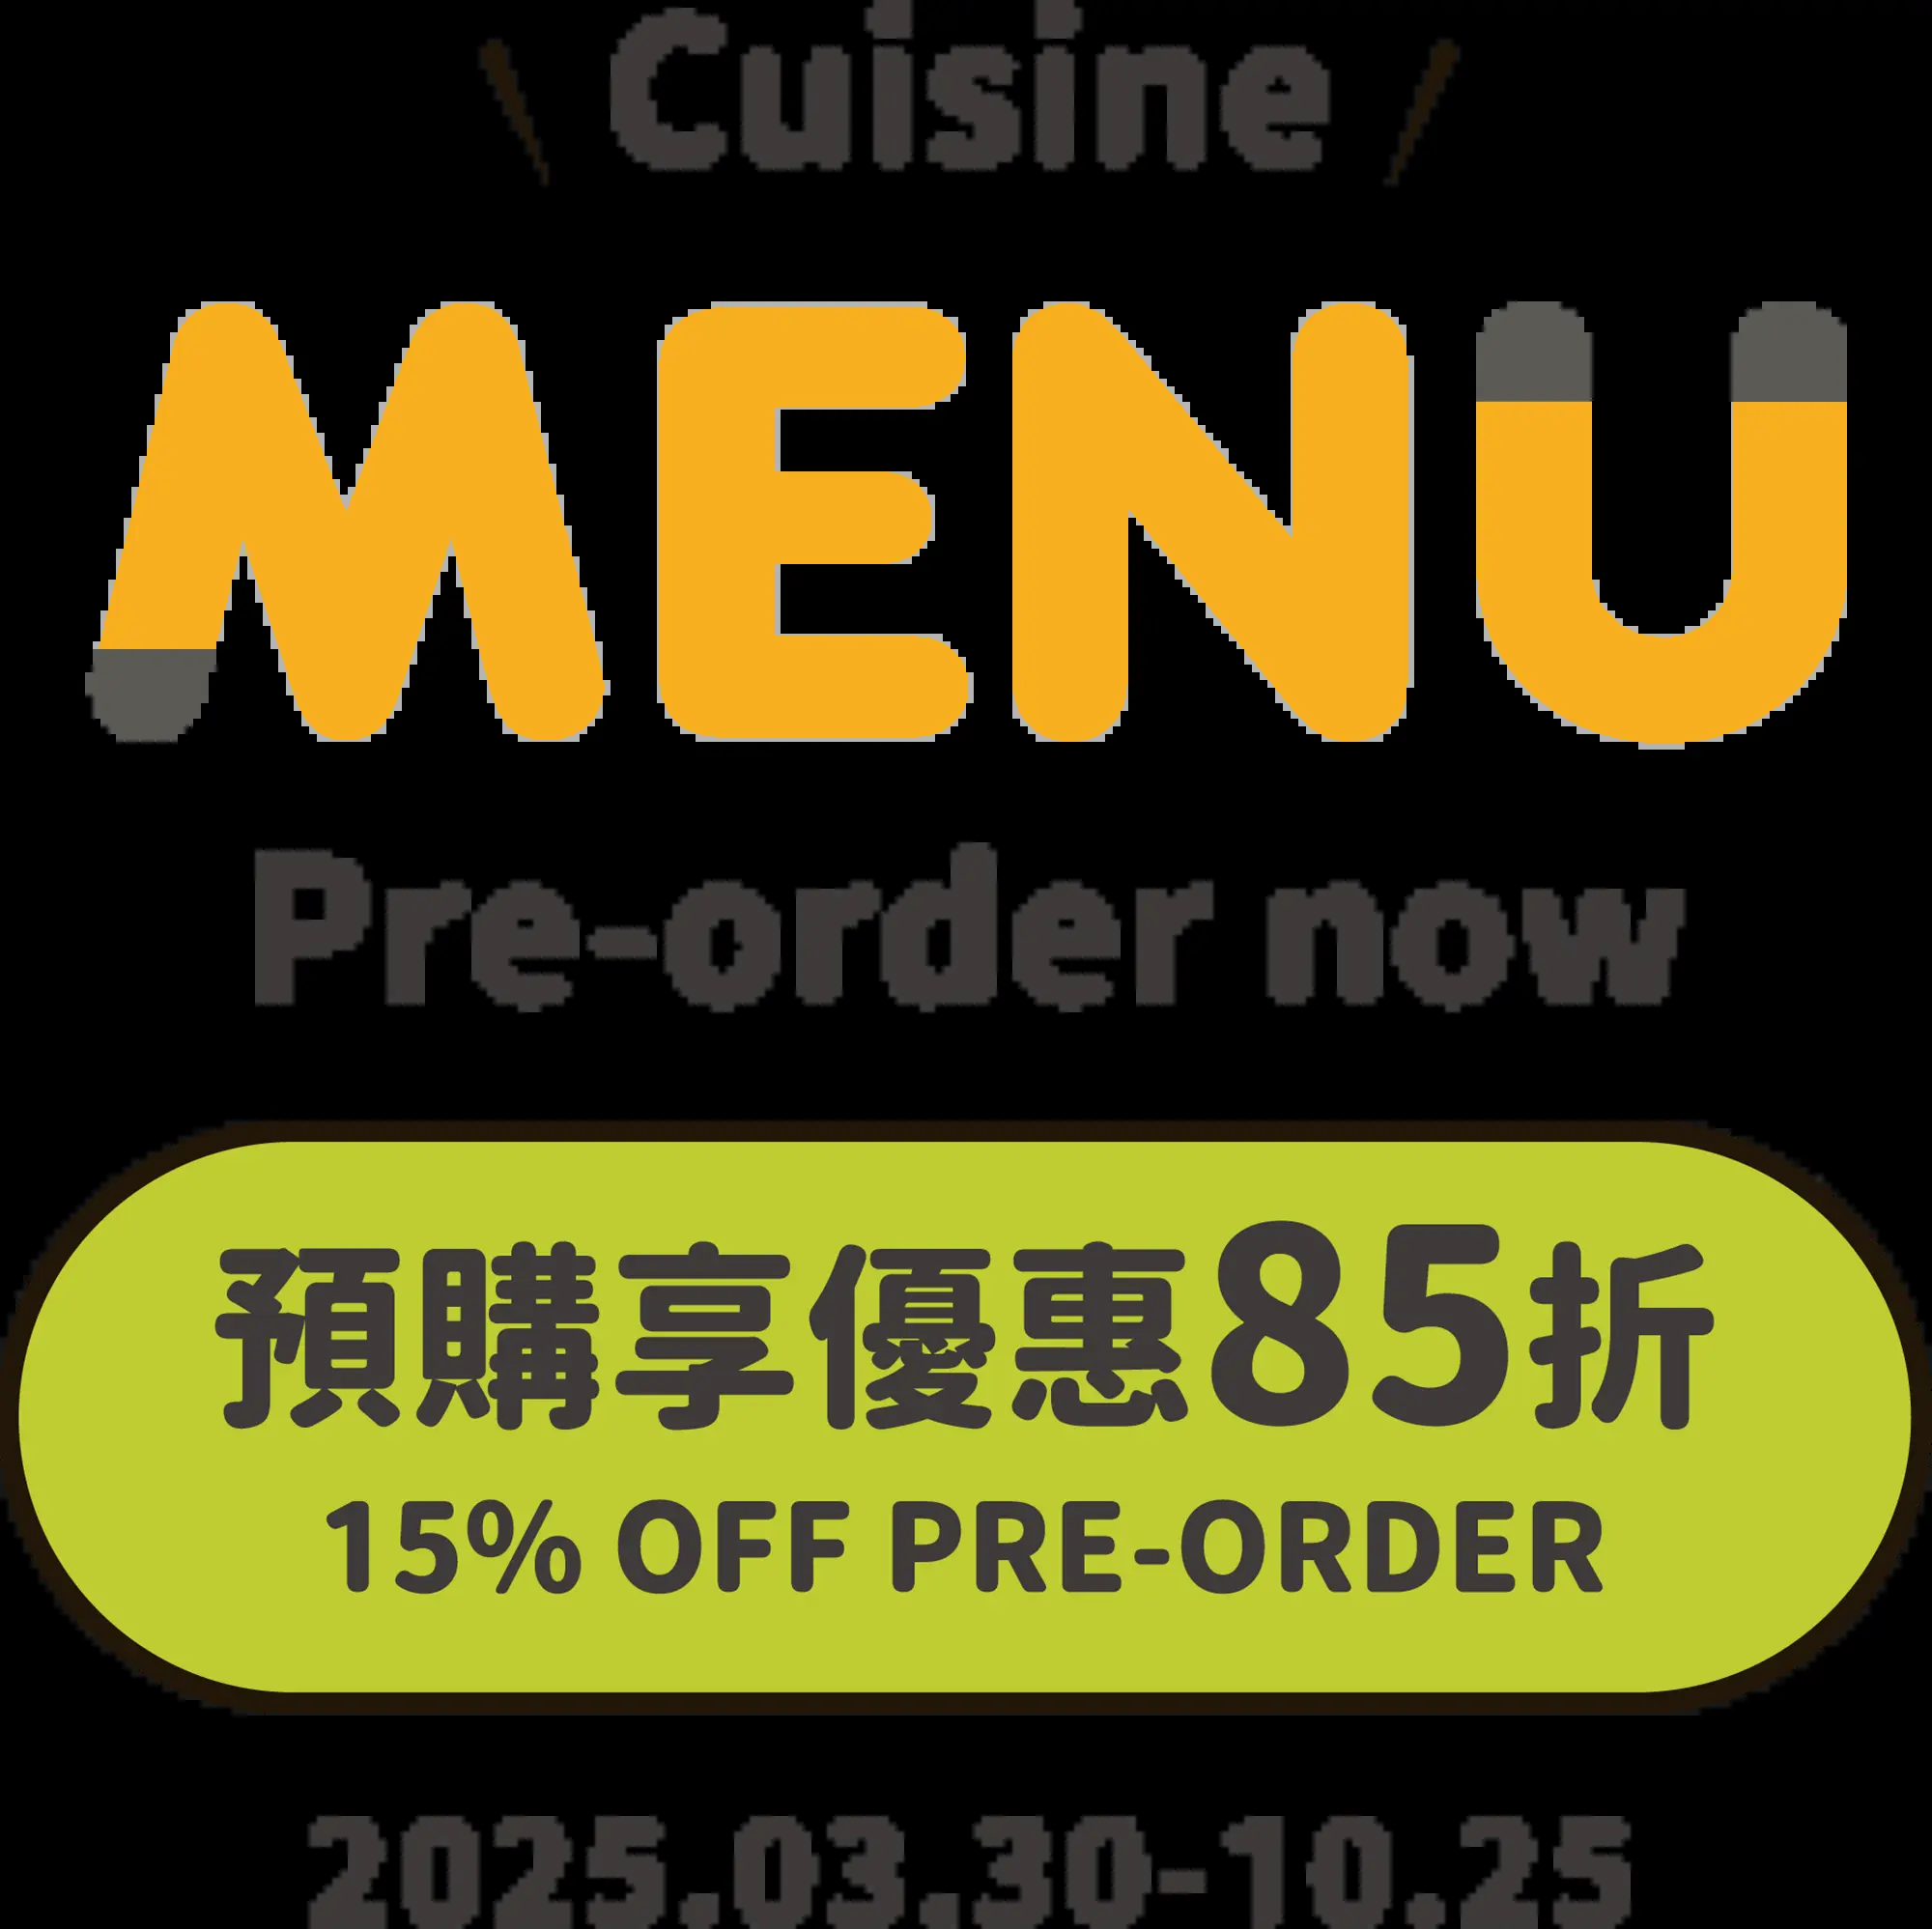 \ Cuisine /
MENU
Pre-order now
預購享優惠85折
15% OFF PRE-ORDER
2025.03.30-10.25